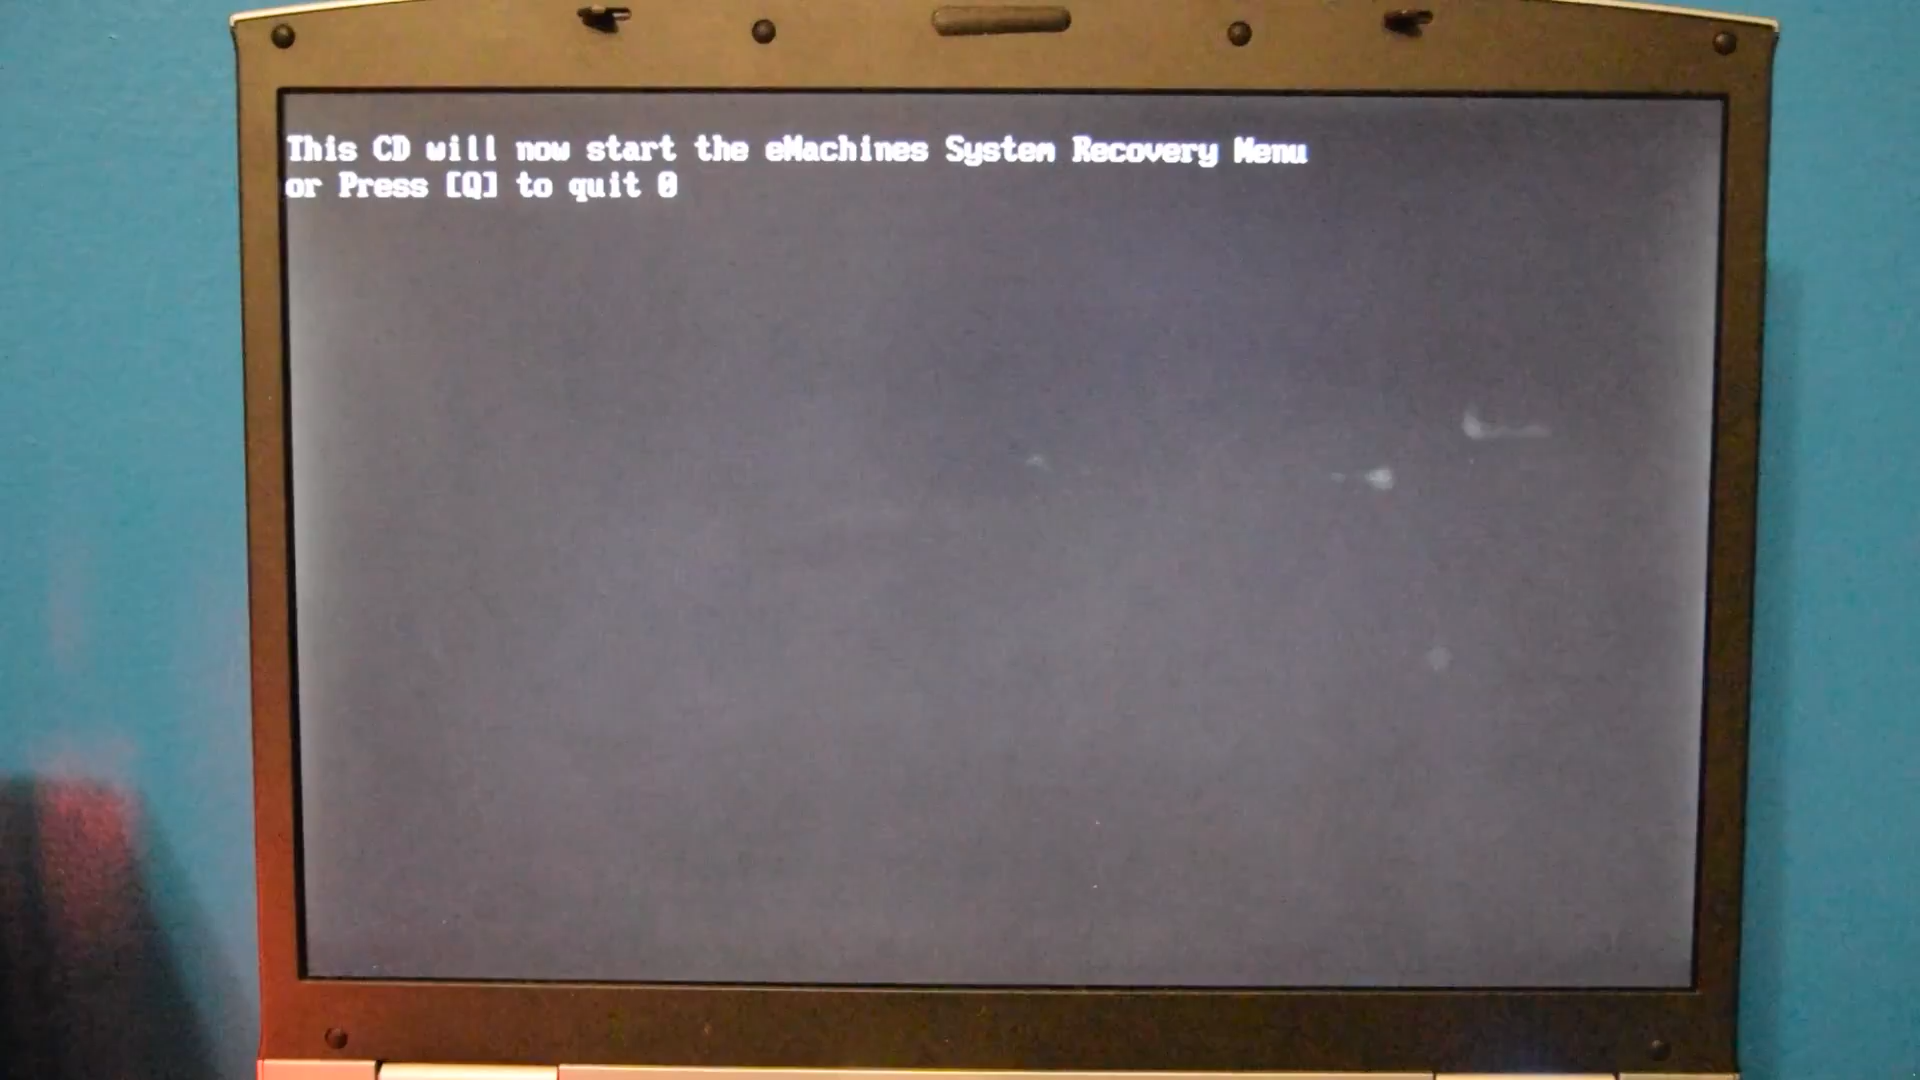 This CD will now start the eMachines System Recovery Menu
or Press [Q] to quit 0